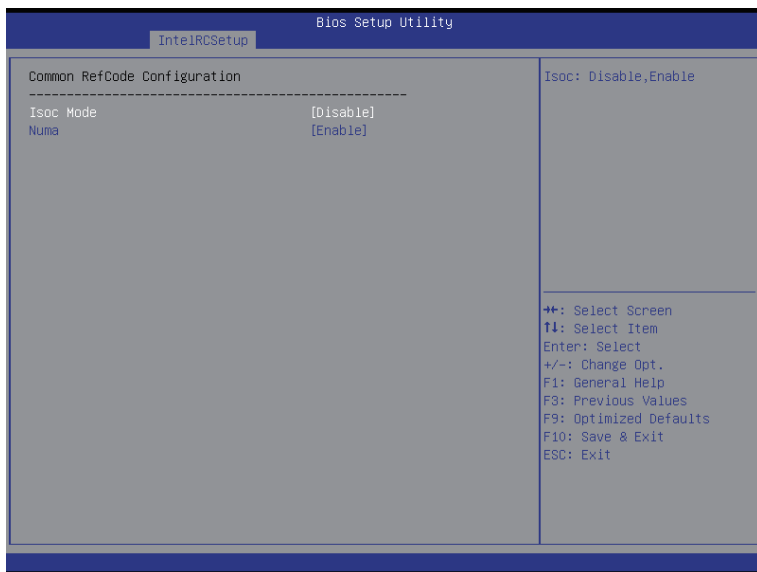 Bios Setup Utility
IntelRCSetup
Common RefCode Configuration
--------------------------------------------------
Isoc Mode [Disable]
Numa [Enable]
Isoc: Disable,Enable
→←: Select Screen
↑↓: Select Item
Enter: Select
+/-: Change Opt.
F1: General Help
F3: Previous Values
F9: Optimized Defaults
F10: Save & Exit
ESC: Exit